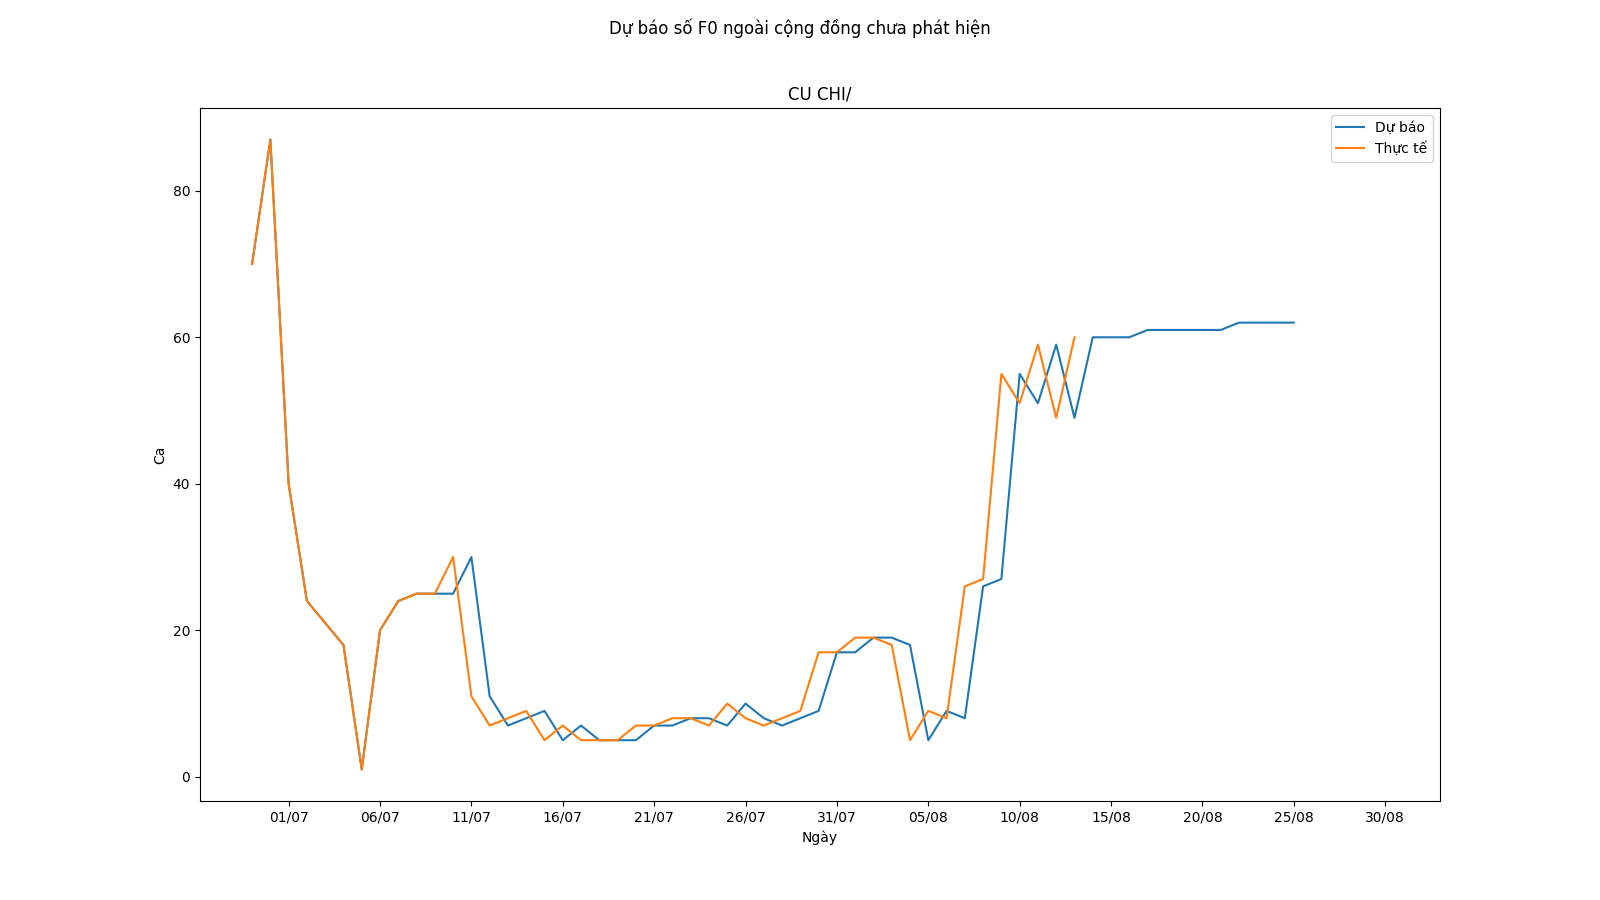 Dự báo số F0 ngoài cộng đồng chưa phát hiện
CU CHI/
Dự báo
Thực tế
80
60
40
20
0
Ca
01/07 06/07 11/07 16/07 21/07 26/07 31/07 05/08 10/08 15/08 20/08 25/08 30/08
Ngày